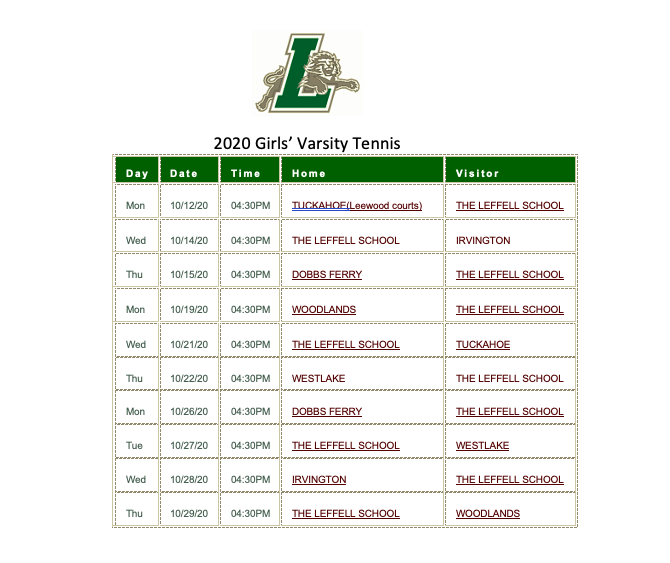 L
2020 Girls’ Varsity Tennis
Day Date Time Home Visitor
Mon 10/12/20 04:30PM TUCKAHOE(Leewood courts) THE LEFFELL SCHOOL
Wed 10/14/20 04:30PM THE LEFFELL SCHOOL IRVINGTON
Thu 10/15/20 04:30PM DOBBS FERRY THE LEFFELL SCHOOL
Mon 10/19/20 04:30PM WOODLANDS THE LEFFELL SCHOOL
Wed 10/21/20 04:30PM THE LEFFELL SCHOOL TUCKAHOE
Thu 10/22/20 04:30PM WESTLAKE THE LEFFELL SCHOOL
Mon 10/26/20 04:30PM DOBBS FERRY THE LEFFELL SCHOOL
Tue 10/27/20 04:30PM THE LEFFELL SCHOOL WESTLAKE
Wed 10/28/20 04:30PM IRVINGTON THE LEFFELL SCHOOL
Thu 10/29/20 04:30PM THE LEFFELL SCHOOL WOODLANDS